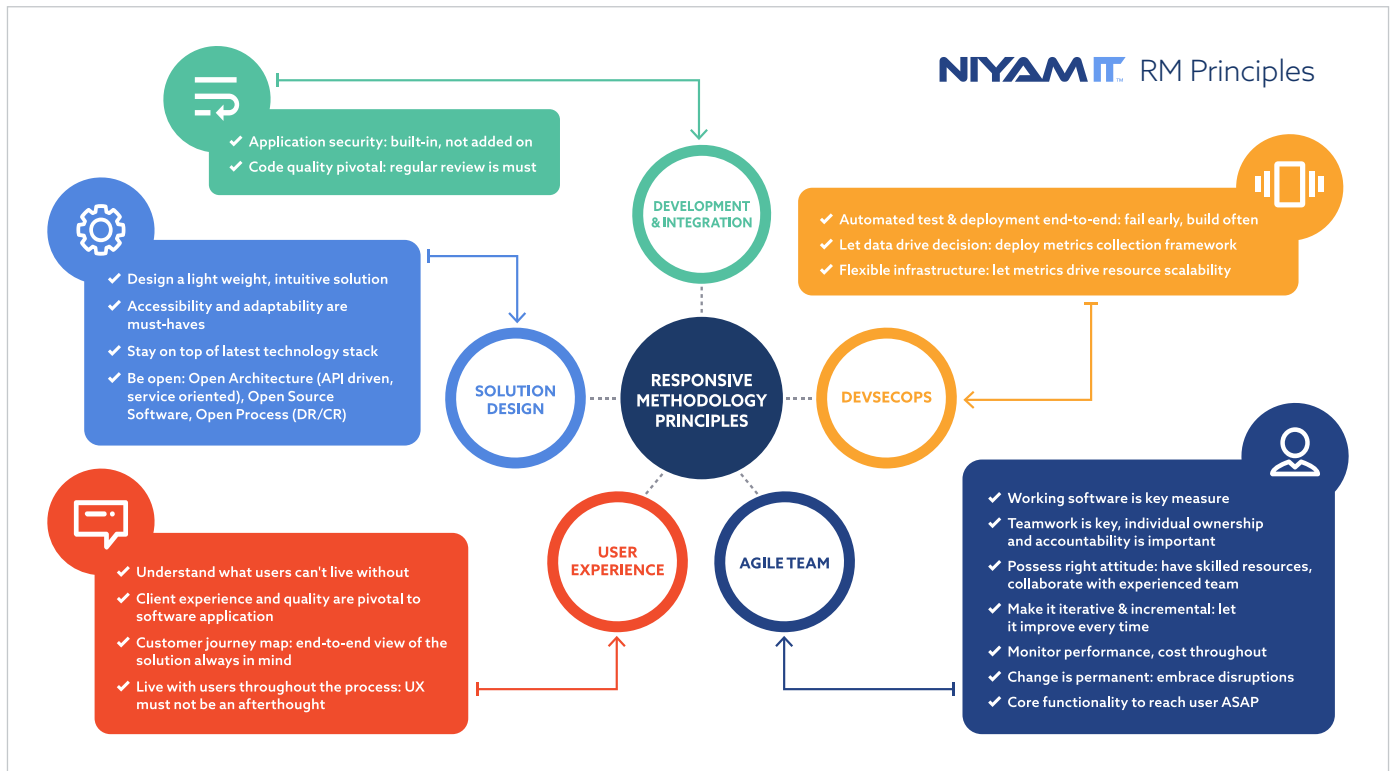 NIYAM IT™ RM Principles
Application security: built-in, not added on
Code quality pivotal: regular review is must
DEVELOPMENT
& INTEGRATION
Automated test & deployment end-to-end: fail early, build often
Let data drive decision: deploy metrics collection framework
Flexible infrastructure: let metrics drive resource scalability
Design a light weight, intuitive solution
Accessibility and adaptability are
must-haves
Stay on top of latest technology stack
Be open: Open Architecture (API driven,
service oriented), Open Source
Software, Open Process (DR/CR)
SOLUTION
DESIGN
RESPONSIVE
METHODOLOGY
PRINCIPLES
DEVSECOPS
Understand what users can't live without
Client experience and quality are pivotal to
software application
Customer journey map: end-to-end view of the
solution always in mind
Live with users throughout the process: UX
must not be an afterthought
USER
EXPERIENCE
AGILE TEAM
Working software is key measure
Teamwork is key, individual ownership
and accountability is important
Possess right attitude: have skilled resources,
collaborate with experienced team
Make it iterative & incremental: let
it improve every time
Monitor performance, cost throughout
Change is permanent: embrace disruptions
Core functionality to reach user ASAP